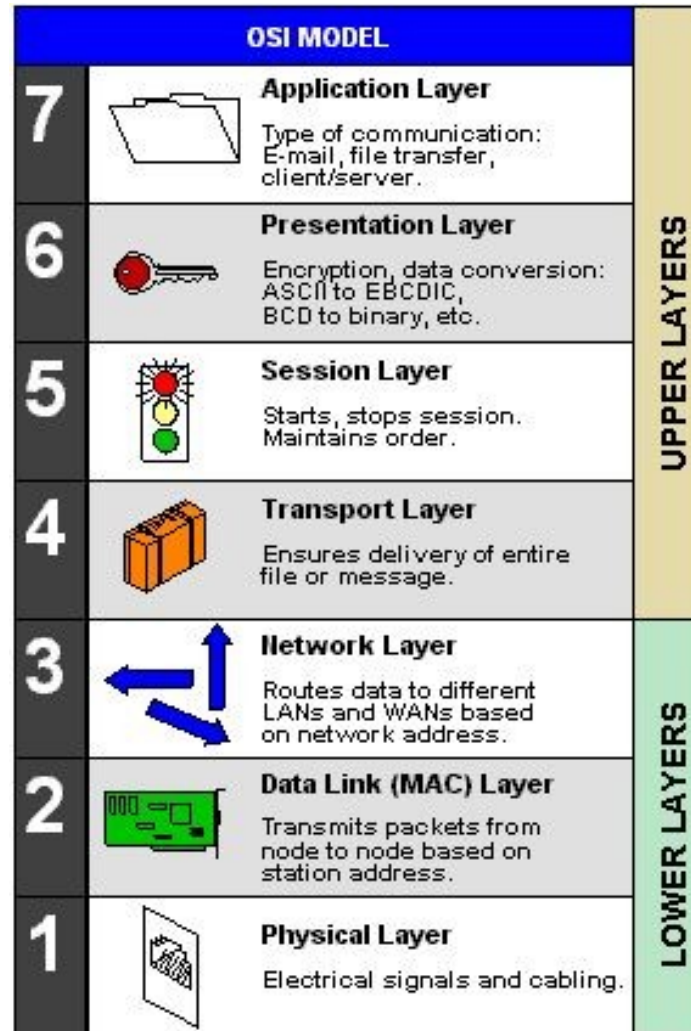 OSI MODEL
7
Application Layer
Type of communication:
E-mail, file transfer,
client/server.
6
Presentation Layer
Encryption, data conversion:
ASCII to EBCDIC,
BCD to binary, etc.
5
Session Layer
Starts, stops session.
Maintains order.
4
Transport Layer
Ensures delivery of entire
file or message.
UPPER LAYERS
3
Network Layer
Routes data to different
LANs and WANs based
on network address.
2
Data Link (MAC) Layer
Transmits packets from
node to node based on
station address.
1
Physical Layer
Electrical signals and cabling.
LOWER LAYERS